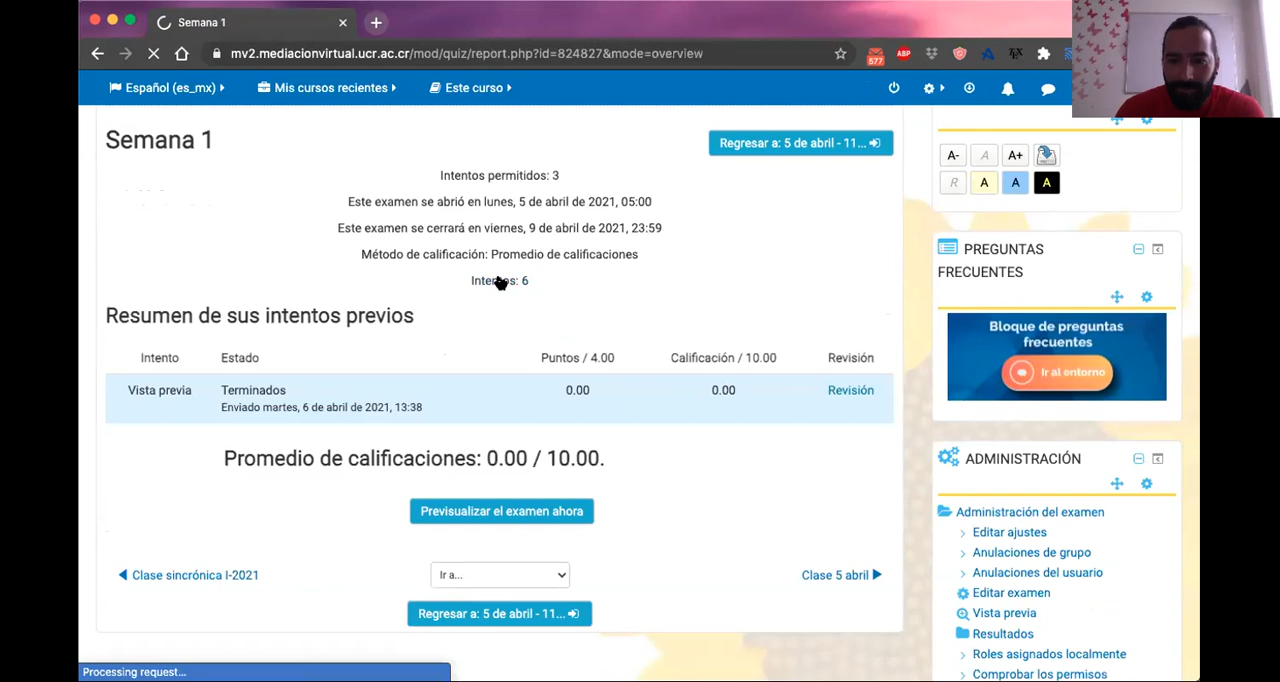 Semana 1
mv2.mediacionvirtual.ucr.ac.cr/mod/quiz/report.php?id=824827&mode=overview
577
ABP
Español (es_mx)
Mis cursos recientes
Este curso
Semana 1
Regresar a: 5 de abril - 11...
Intentos permitidos: 3
Este examen se abrió en lunes, 5 de abril de 2021, 05:00
Este examen se cerrará en viernes, 9 de abril de 2021, 23:59
Método de calificación: Promedio de calificaciones
Intentos: 6
Resumen de sus intentos previos
Intento Estado Puntos / 4.00 Calificación / 10.00 Revisión
Vista previa Terminados 0.00 0.00 Revisión
Enviado martes, 6 de abril de 2021, 13:38
Promedio de calificaciones: 0.00 / 10.00.
Previsualizar el examen ahora
Clase sincrónica I-2021
Ir a...
Clase 5 abril
Regresar a: 5 de abril - 11...
Processing request...
A- A A+
R A A A
PREGUNTAS
FRECUENTES
Bloque de preguntas
frecuentes
Ir al entorno
ADMINISTRACIÓN
Administración del examen
Editar ajustes
Anulaciones de grupo
Anulaciones del usuario
Editar examen
Vista previa
Resultados
Roles asignados localmente
Comprobar los permisos